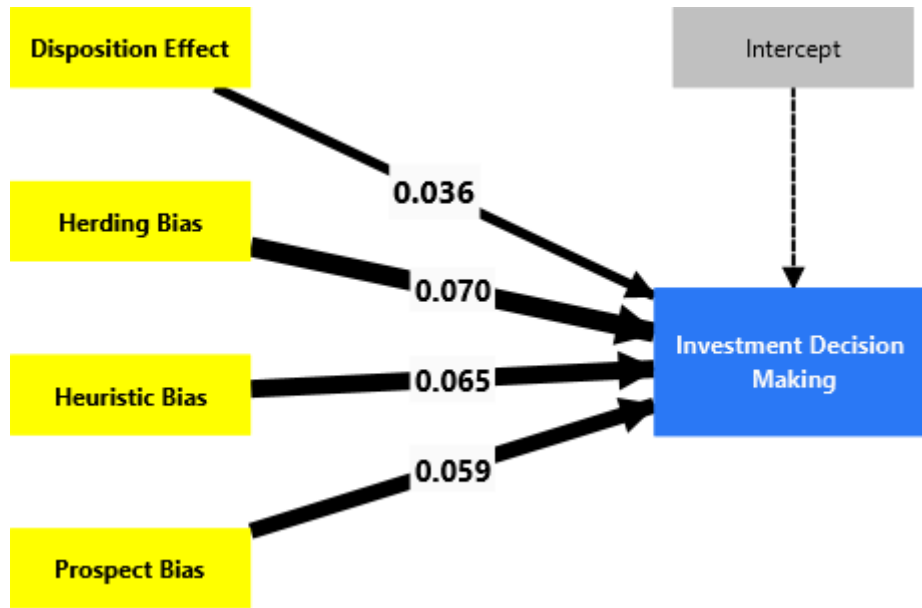 Disposition Effect
Intercept
0.036
Herding Bias
0.070
Investment Decision
Making
0.065
Heuristic Bias
0.059
Prospect Bias